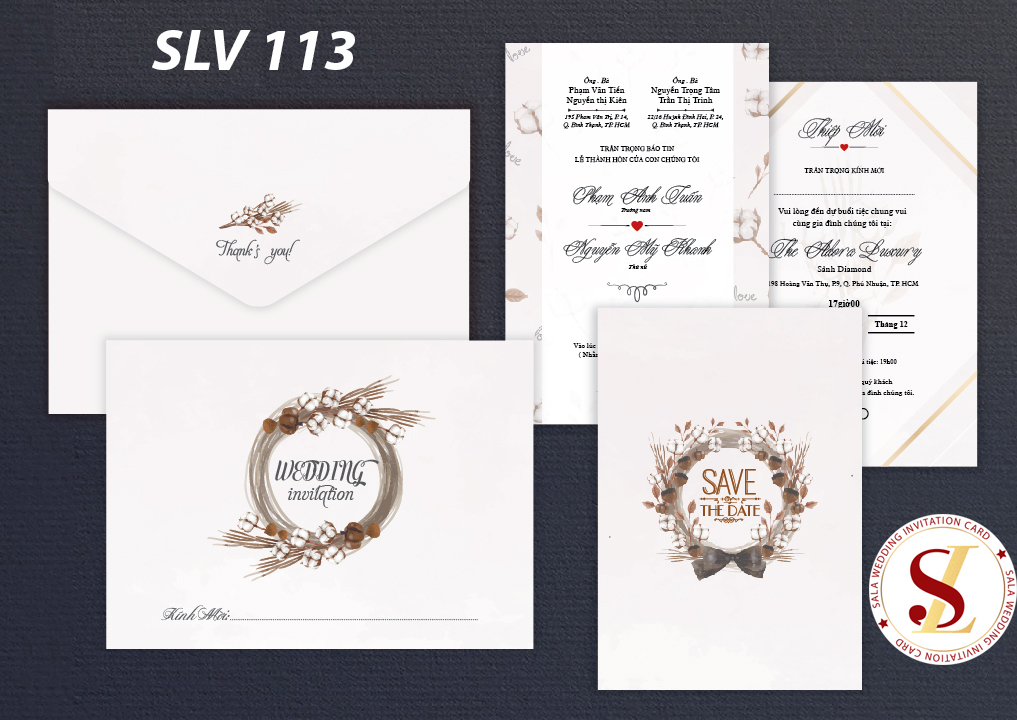 SLV 113
Thank's you!
WEDDING
invitation
Kính Mời:
love
love
love
Ông . Bà
Phạm Văn Tiến
Nguyễn thị Kiên
195 Phạm Văn Trị, P. 14,
Q. Bình Thạnh, TP. HCM
Ông . Bà
Nguyễn Trọng Tâm
Trần Thị Trinh
22/16 Huỳnh Đình Hai, P. 24,
Q. Bình Thạnh, TP. HCM
TRÂN TRỌNG BÁO TIN
LỄ THÀNH HÔN CỦA CON CHÚNG TÔI
Phạm Anh Tuấn
Trưởng nam
Nguyễn Mỹ Khanh
Thứ nữ
Vào lúc
( Nhằ
Thiệp Mời
TRÂN TRỌNG KÍNH MỜI
Vui lòng đến dự buổi tiệc chung vui
cùng gia đình chúng tôi tại:
The Adora Luxury
Sảnh Diamond
198 Hoàng Văn Thụ, P.9, Q. Phú Nhuận, TP. HCM
17giờ00
Tháng 12
i tiệc: 19h00
quý khách
a đình chúng tôi.
SAVE
THE DATE
SALA WEDDING INVITATION CARD
SL
SALA WEDDING INVITATION CARD